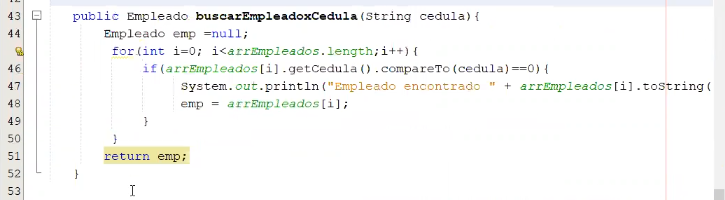 43 public Empleado buscarEmpleadoxCedula(String cedula){
44 Empleado emp =null;
for(int i=0; i<arrEmpleados.length;i++){
46 if(arrEmpleados[i].getCedula().compareTo(cedula)==0){
47 System.out.println("Empleado encontrado " + arrEmpleados[i].toString(
48 emp = arrEmpleados[i];
49 }
50 }
51 return emp;
52 }
53